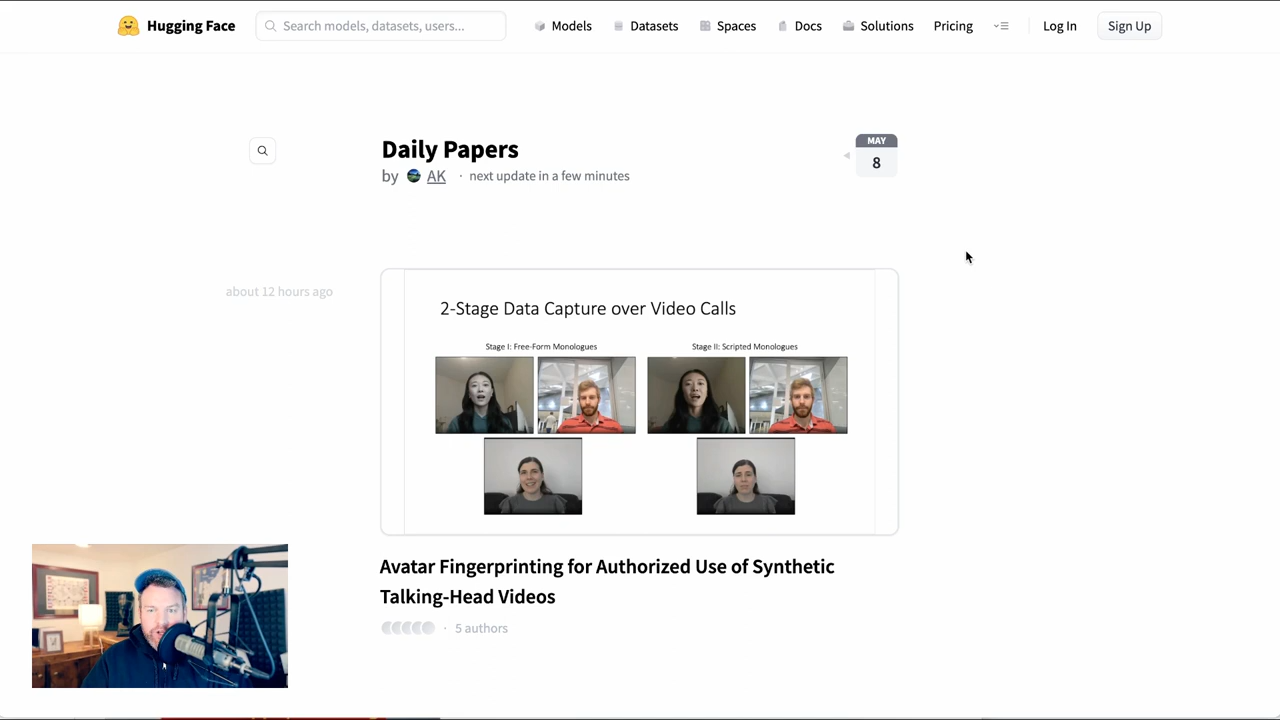 Hugging Face
Search models, datasets, users...
Models
Datasets
Spaces
Docs
Solutions
Pricing
Log In
Sign Up
Daily Papers
by AK · next update in a few minutes
MAY
8
about 12 hours ago
2-Stage Data Capture over Video Calls
Stage I: Free-Form Monologues
Stage II: Scripted Monologues
Avatar Fingerprinting for Authorized Use of Synthetic
Talking-Head Videos
· 5 authors